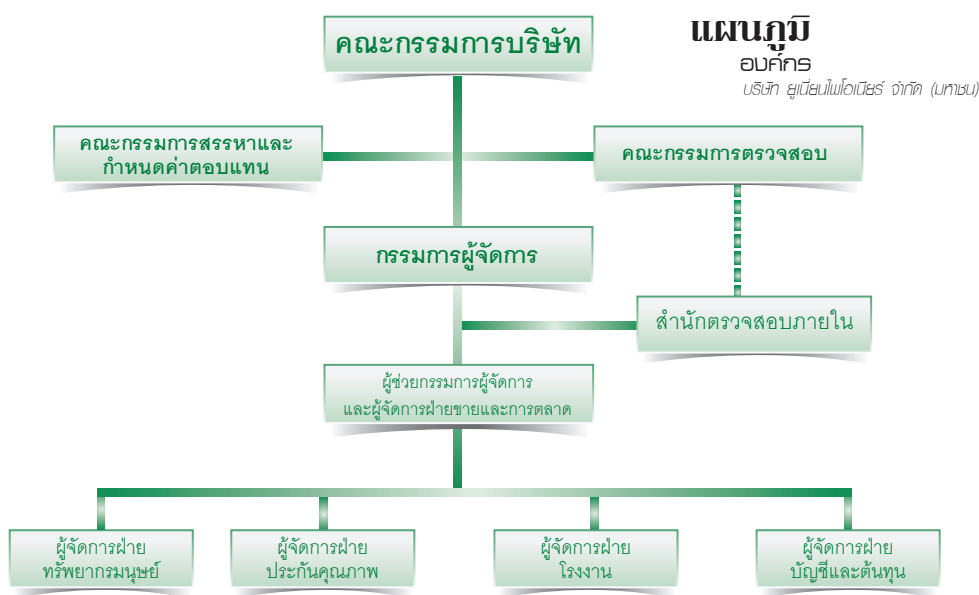 แผนภูมิ
องค์กร
บริษัท ยูเนี่ยนไพโอเนียร์ จำกัด (มหาชน)
คณะกรรมการบริษัท
คณะกรรมการสรรหาและ
กำหนดค่าตอบแทน
คณะกรรมการตรวจสอบ
กรรมการผู้จัดการ
สำนักตรวจสอบภายใน
ผู้ช่วยกรรมการผู้จัดการ
และผู้จัดการฝ่ายขายและการตลาด
ผู้จัดการฝ่าย
ทรัพยากรมนุษย์
ผู้จัดการฝ่าย
ประกันคุณภาพ
ผู้จัดการฝ่าย
โรงงาน
ผู้จัดการฝ่าย
บัญชีและต้นทุน